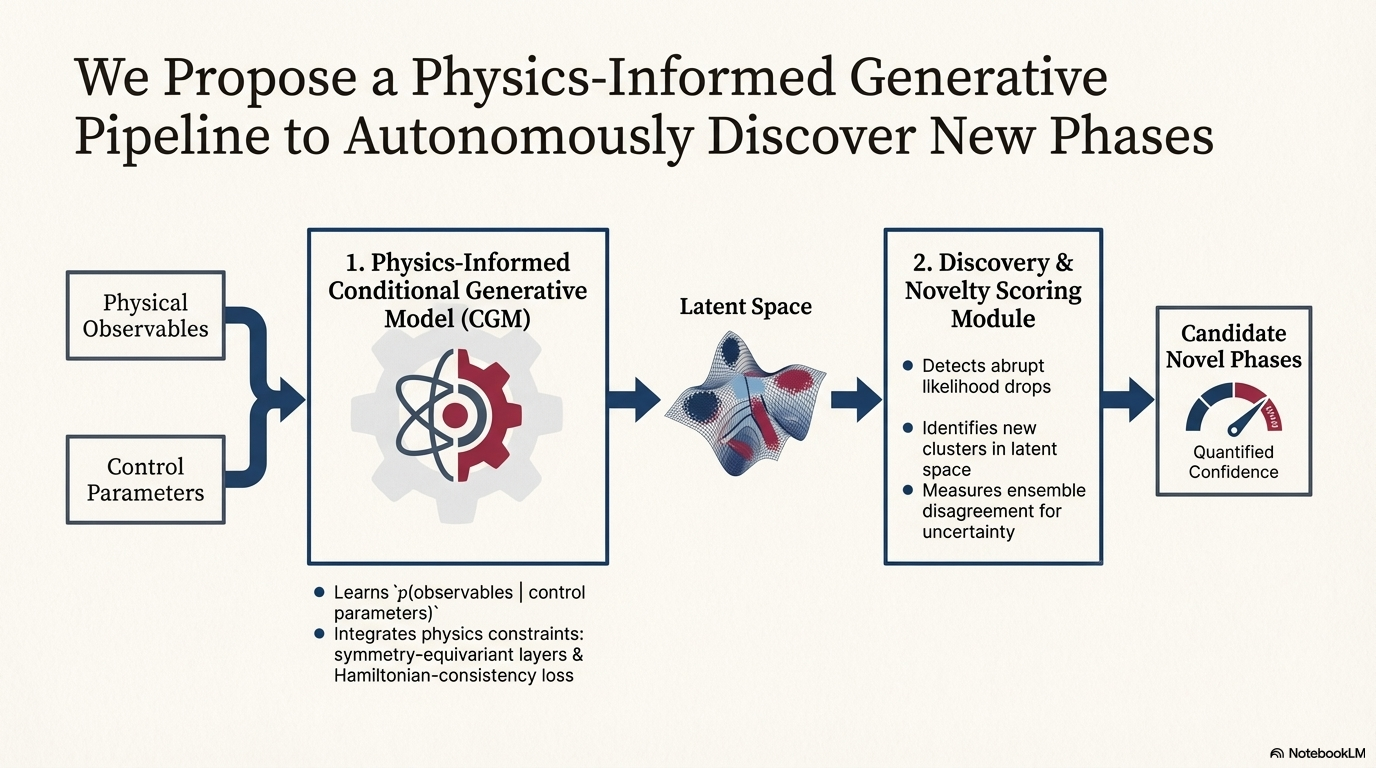 We Propose a Physics-Informed Generative
Pipeline to Autonomously Discover New Phases
Physical
Observables
Control
Parameters
1. Physics-Informed
Conditional Generative
Model (CGM)
• Learns `p(observables | control
parameters)`
• Integrates physics constraints:
symmetry-equivariant layers &
Hamiltonian-consistency loss
Latent Space
2. Discovery &
Novelty Scoring
Module
• Detects abrupt
likelihood drops
• Identifies new
clusters in latent
space
• Measures ensemble
disagreement for
uncertainty
Candidate
Novel Phases
Quantified
Confidence
NotebookLM